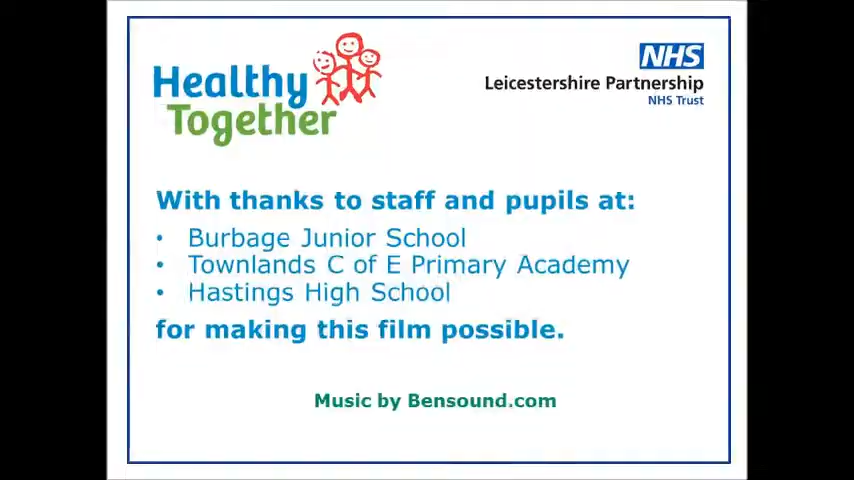 Healthy
Together
NHS
Leicestershire Partnership
NHS Trust
With thanks to staff and pupils at:
• Burbage Junior School
• Townlands C of E Primary Academy
• Hastings High School
for making this film possible.
Music by Bensound.com